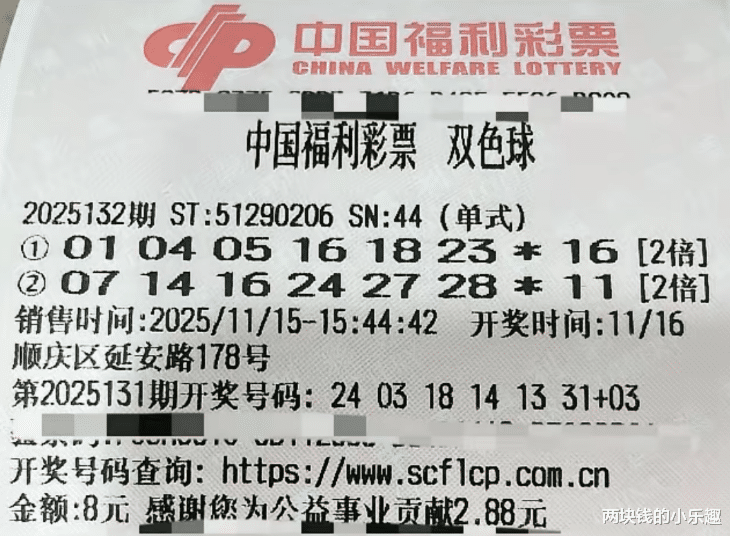 中国福利彩票
CHINA WELFARE LOTTERY
中国福利彩票 双色球
2025132期 ST:51290206 SN:44 (单式)
① 01 04 05 16 18 23 * 16 [2倍]
② 07 14 16 24 27 28 * 11 [2倍]
销售时间:2025/11/15-15:44:42 开奖时间:11/16
顺庆区延安路178号
第2025131期开奖号码: 24 03 18 14 13 31+03
开奖号码查询: https://www.scflcp.com.cn
金额:8元 感谢您为公益事业贡献2.88元
两块钱的小乐趣